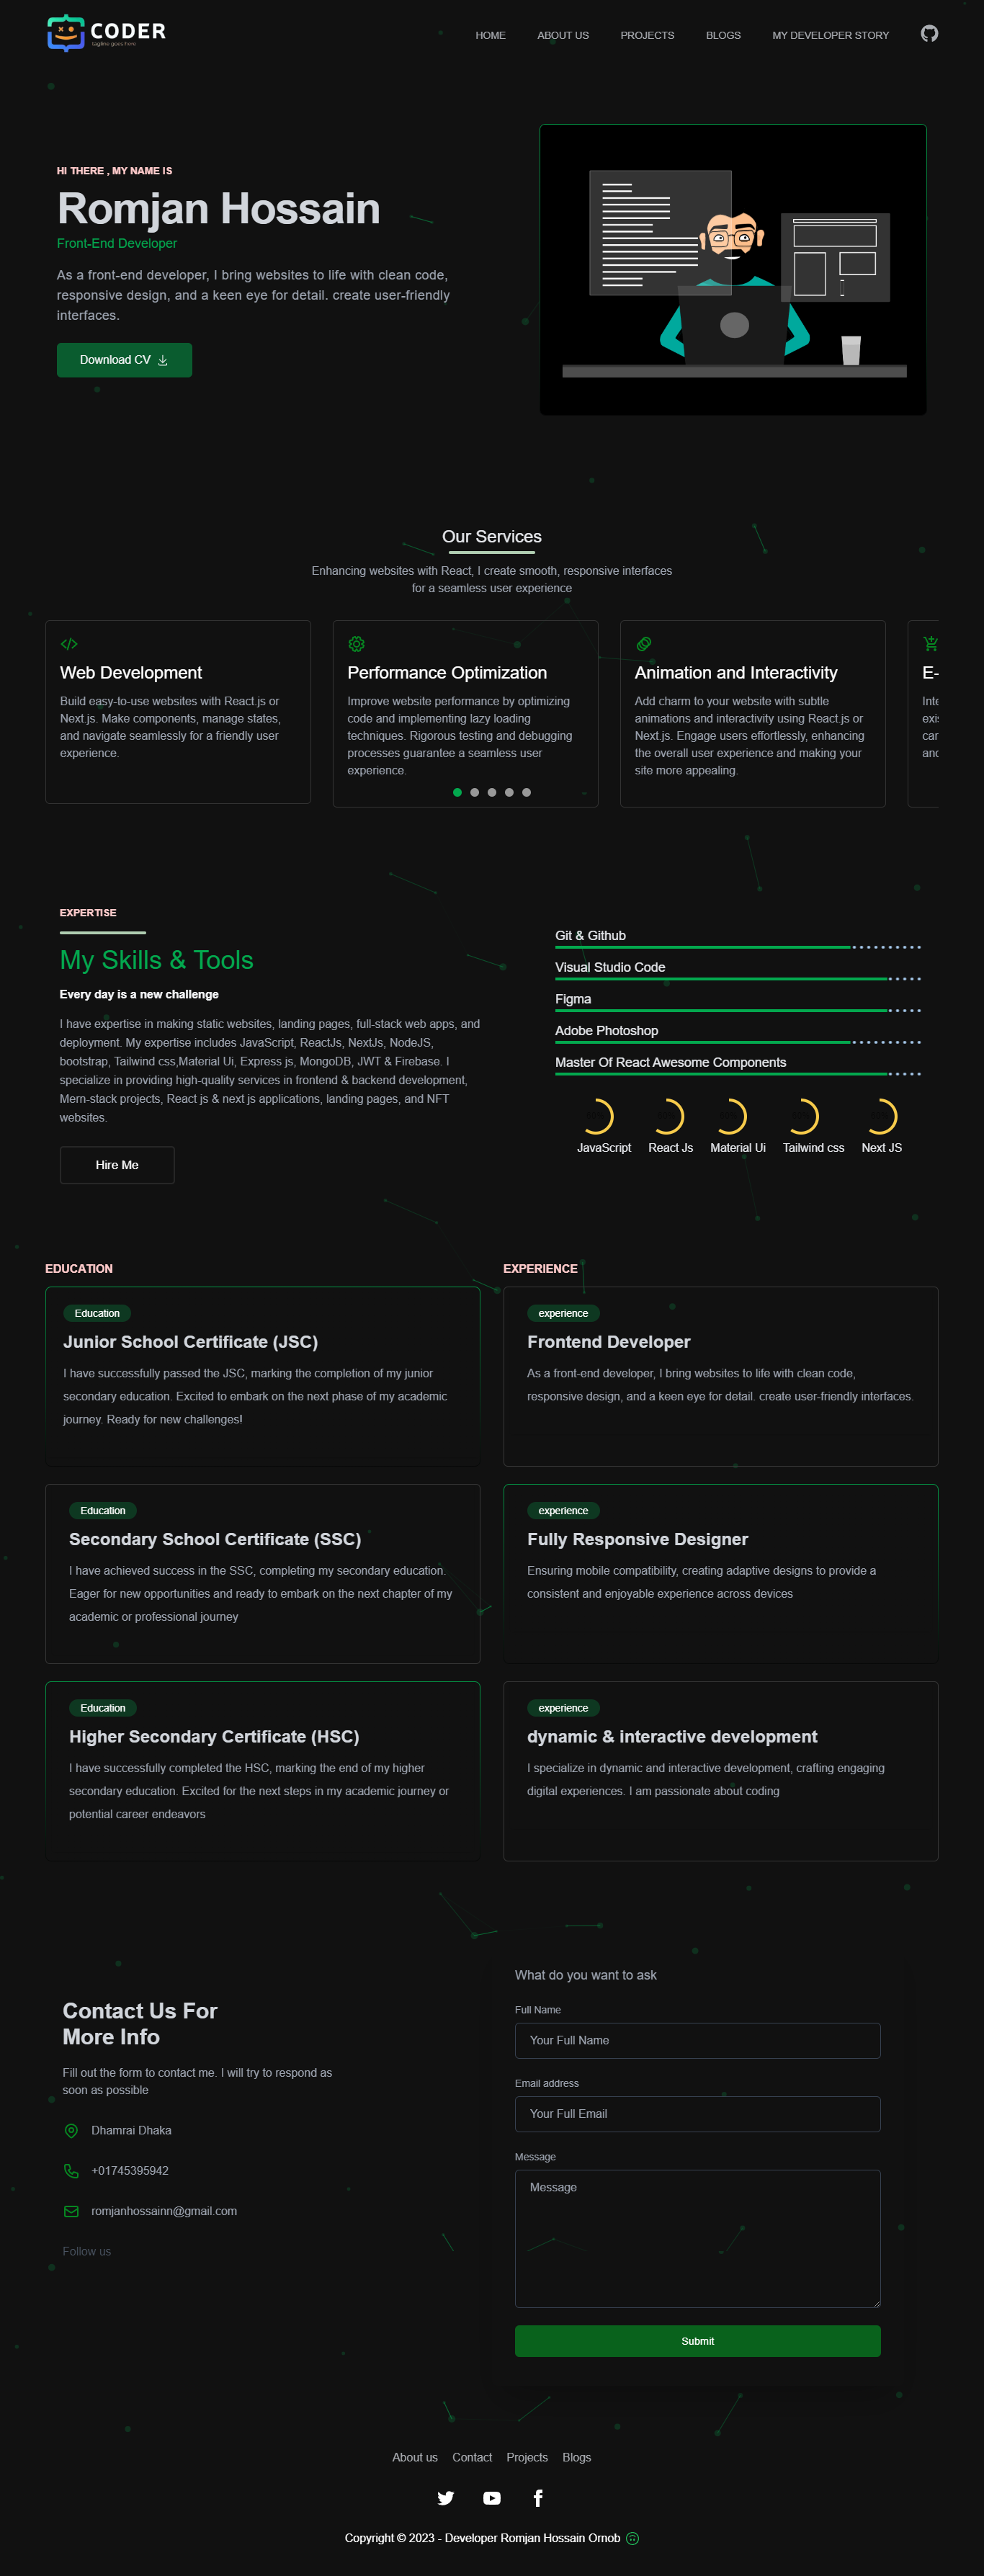 CODER
tagline goes here
HOME ABOUT US PROJECTS BLOGS MY DEVELOPER STORY
HI THERE , MY NAME IS
Romjan Hossain
Front-End Developer
As a front-end developer, I bring websites to life with clean code,
responsive design, and a keen eye for detail. create user-friendly
interfaces.
Download CV
Our Services
Enhancing websites with React, I create smooth, responsive interfaces
for a seamless user experience
Web Development
Build easy-to-use websites with React.js or
Next.js. Make components, manage states,
and navigate seamlessly for a friendly user
experience.
Performance Optimization
Improve website performance by optimizing
code and implementing lazy loading
techniques. Rigorous testing and debugging
processes guarantee a seamless user
experience.
Animation and Interactivity
Add charm to your website with subtle
animations and interactivity using React.js or
Next.js. Engage users effortlessly, enhancing
the overall user experience and making your
site more appealing.
E-
Inte
exis
car
and
EXPERTISE
My Skills & Tools
Every day is a new challenge
I have expertise in making static websites, landing pages, full-stack web apps, and
deployment. My expertise includes JavaScript, ReactJs, NextJs, NodeJS,
bootstrap, Tailwind css,Material Ui, Express js, MongoDB, JWT & Firebase. I
specialize in providing high-quality services in frontend & backend development,
Mern-stack projects, React js & next js applications, landing pages, and NFT
websites.
Hire Me
Git & Github
Visual Studio Code
Figma
Adobe Photoshop
Master Of React Awesome Components
JavaScript React Js Material Ui Tailwind css Next JS
EDUCATION
Education
Junior School Certificate (JSC)
I have successfully passed the JSC, marking the completion of my junior
secondary education. Excited to embark on the next phase of my academic
journey. Ready for new challenges!
Education
Secondary School Certificate (SSC)
I have achieved success in the SSC, completing my secondary education.
Eager for new opportunities and ready to embark on the next chapter of my
academic or professional journey
Education
Higher Secondary Certificate (HSC)
I have successfully completed the HSC, marking the end of my higher
secondary education. Excited for the next steps in my academic journey or
potential career endeavors
EXPERIENCE
experience
Frontend Developer
As a front-end developer, I bring websites to life with clean code,
responsive design, and a keen eye for detail. create user-friendly interfaces.
experience
Fully Responsive Designer
Ensuring mobile compatibility, creating adaptive designs to provide a
consistent and enjoyable experience across devices
experience
dynamic & interactive development
I specialize in dynamic and interactive development, crafting engaging
digital experiences. I am passionate about coding
Contact Us For
More Info
Fill out the form to contact me. I will try to respond as
soon as possible
Dhamrai Dhaka
+01745395942
romjanhossainn@gmail.com
Follow us
What do you want to ask
Full Name
Your Full Name
Email address
Your Full Email
Message
Message
Submit
About us Contact Projects Blogs
Copyright © 2023 - Developer Romjan Hossain Ornob